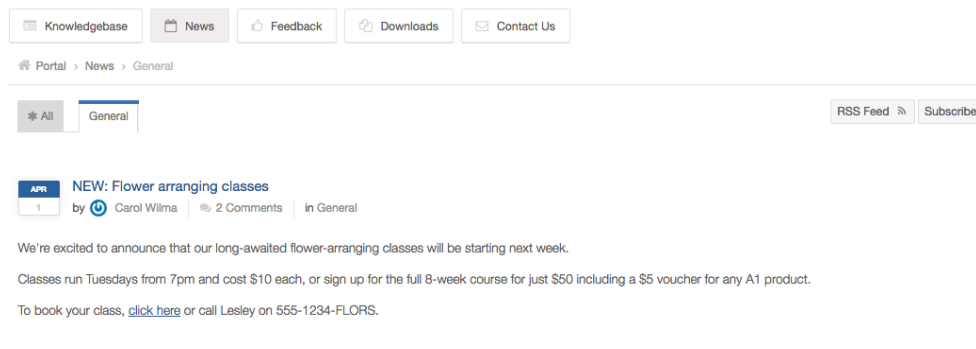 Knowledgebase News Feedback Downloads Contact Us
Portal › News › General
✱ All General RSS Feed Subscribe
APR NEW: Flower arranging classes
1 by Carol Wilma 2 Comments in General
We're excited to announce that our long-awaited flower-arranging classes will be starting next week.
Classes run Tuesdays from 7pm and cost $10 each, or sign up for the full 8-week course for just $50 including a $5 voucher for any A1 product.
To book your class, click here or call Lesley on 555-1234-FLORS.